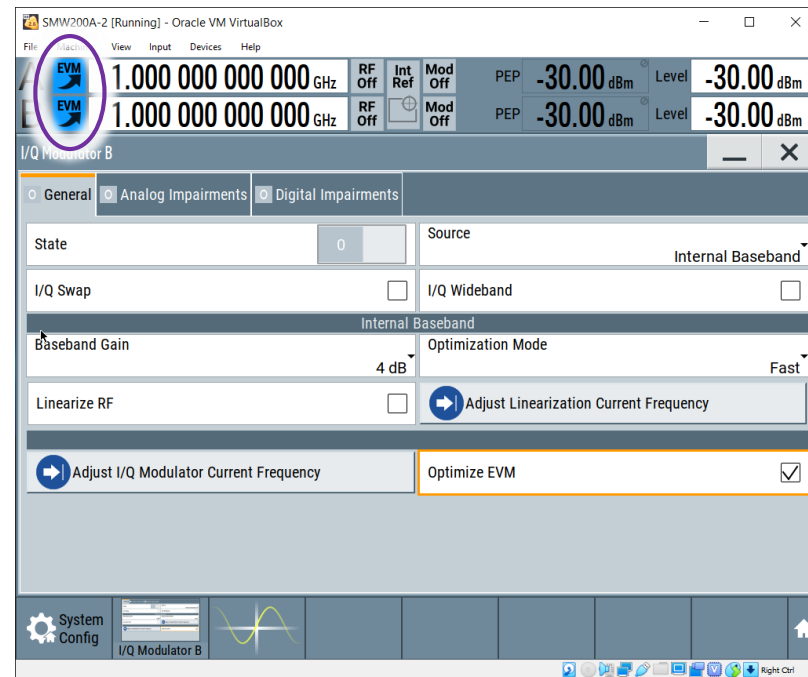 SMW200A-2 [Running] - Oracle VM VirtualBox
File Machine View Input Devices Help
A EVM 1.000 000 000 000 GHz RF Off Int Ref Mod Off PEP -30.00 dBm Level -30.00 dBm
B EVM 1.000 000 000 000 GHz RF Off Mod Off PEP -30.00 dBm Level -30.00 dBm
I/Q Modulator B
0 General 0 Analog Impairments 0 Digital Impairments
State 0 Source
Internal Baseband
I/Q Swap I/Q Wideband
Internal Baseband
Baseband Gain Optimization Mode
4 dB Fast
Linearize RF Adjust Linearization Current Frequency
Adjust I/Q Modulator Current Frequency Optimize EVM
System
Config
I/Q Modulator B
Right Ctrl